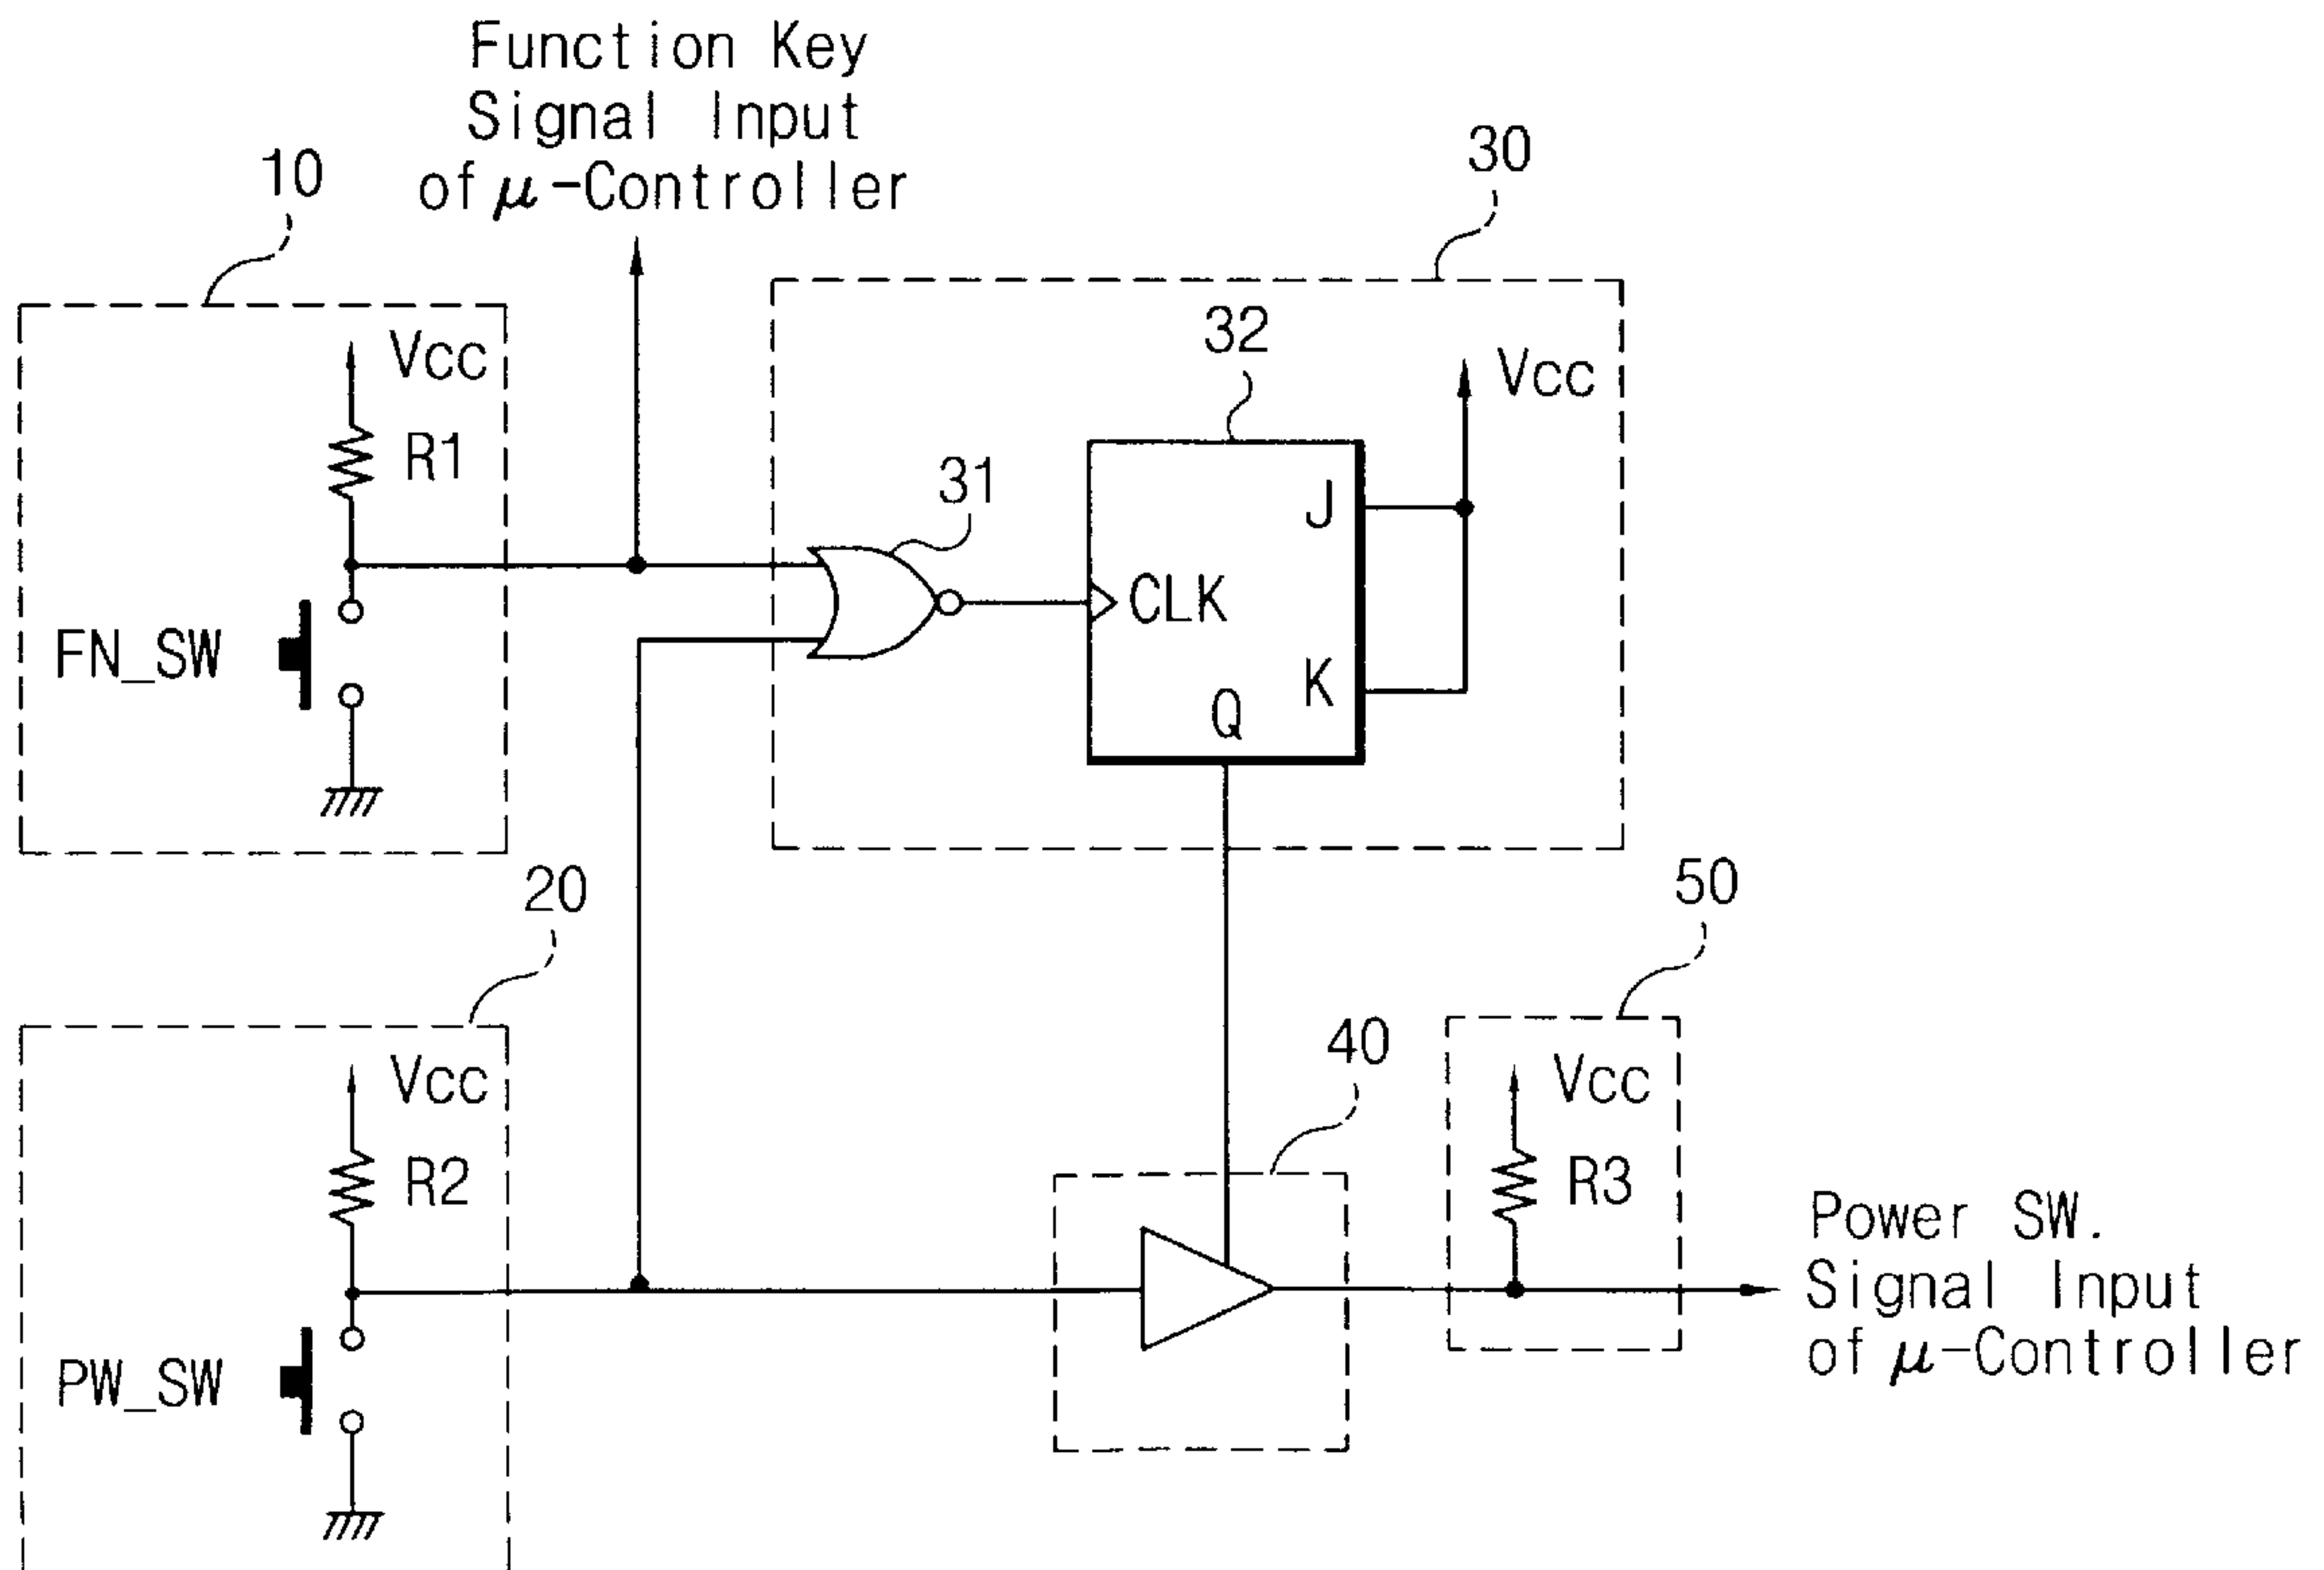 Function Key
Signal Input
of μ-Controller
10
30
Vcc
R1
FN_SW
31
32
Vcc
J
CLK
K
Q
20
Vcc
R2
PW_SW
40
50
Vcc
R3
Power SW.
Signal Input
of μ-Controller